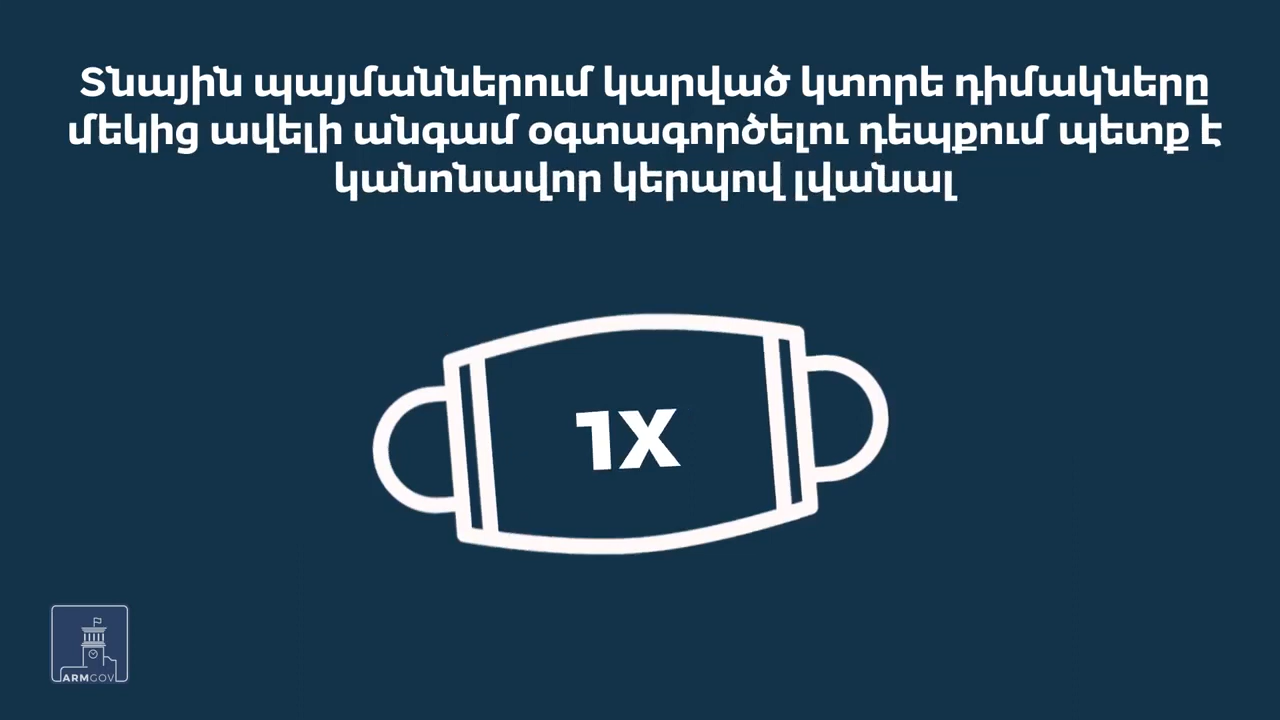 Տնային պայմաններում կարված կտորե դիմակները
մեկից ավելի անգամ օգտագործելու դեպքում պետք է
կանոնավոր կերպով լվանալ
1X
ARMGOV